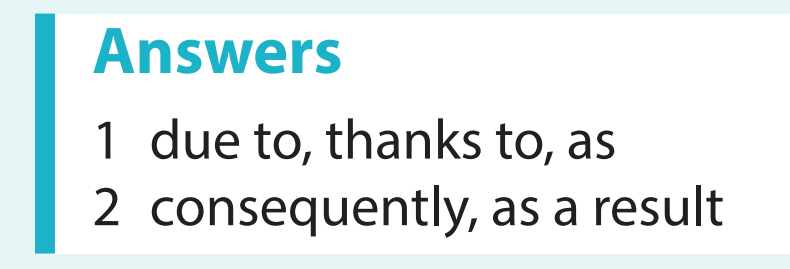 Answers
1 due to, thanks to, as
2 consequently, as a result